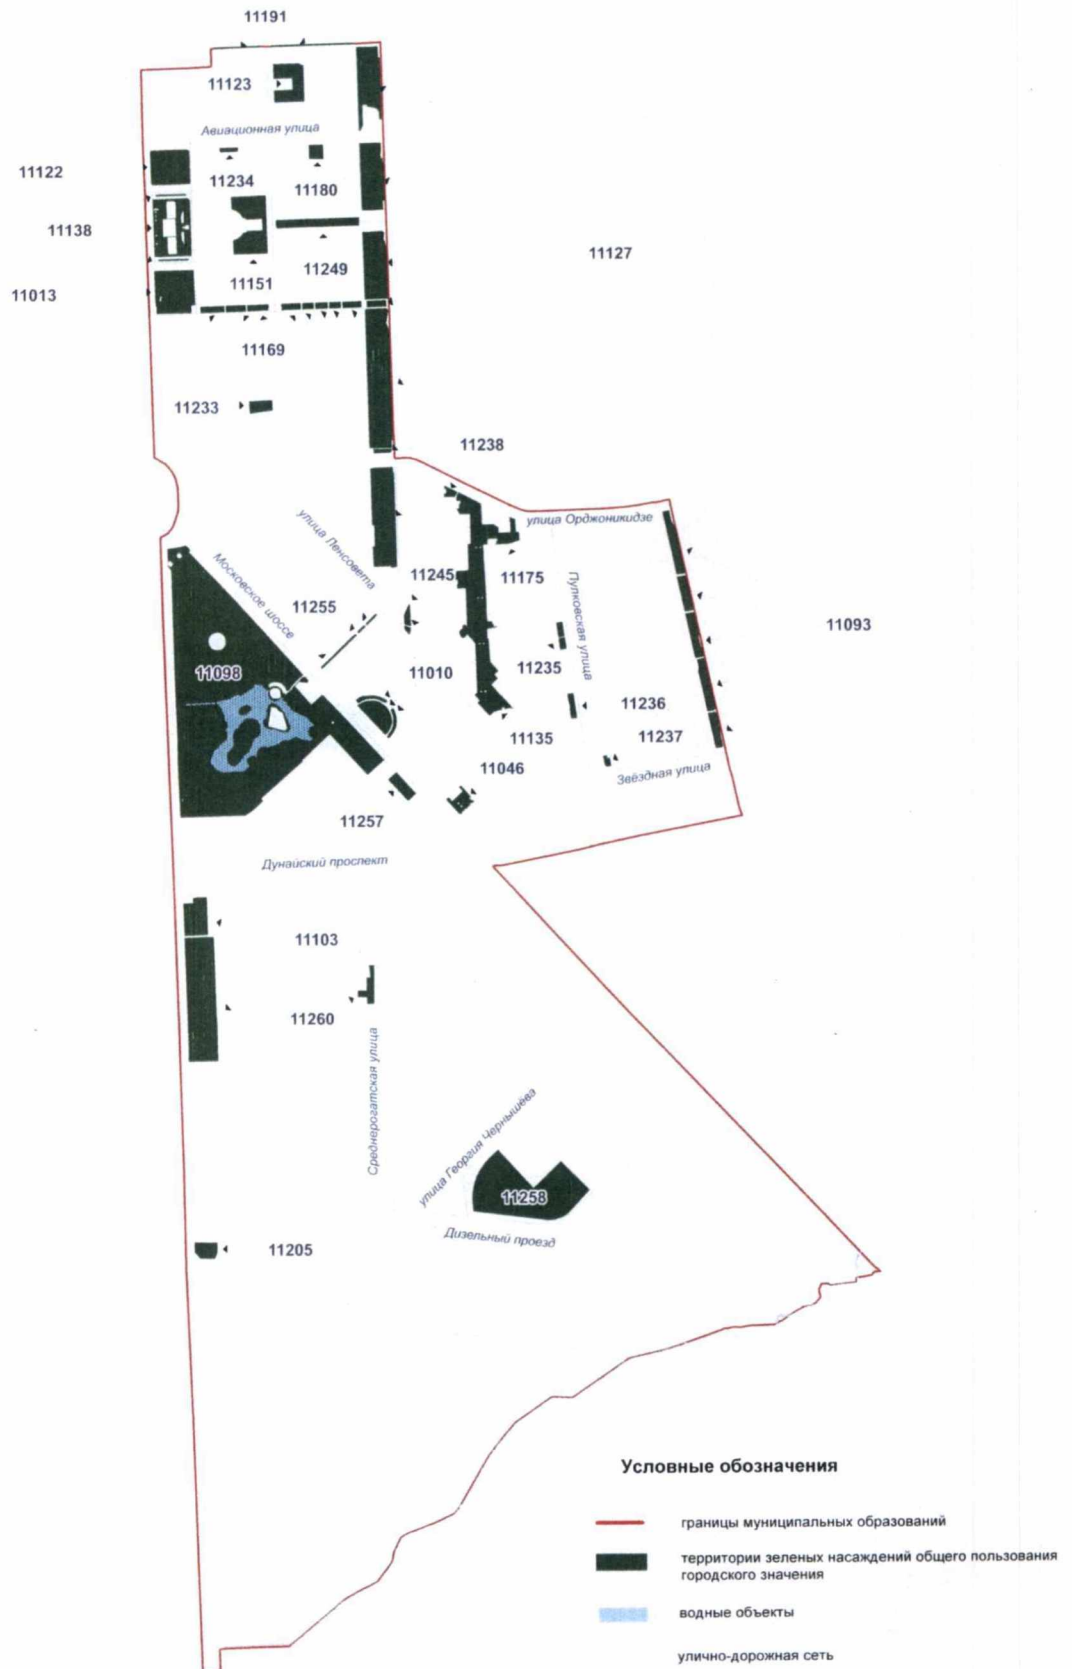 11191
11123
Авиационная улица
11122
11234
11180
11138
11127
11249
11151
11013
11169
11233
11238
улица Ленсовета
улица Орджоникидзе
Московское шоссе
11245
11175
Пулковская улица
11255
11093
11098
11010
11235
11236
11135
11237
11046
Звёздная улица
11257
Дунайский проспект
11103
11260
Среднерогатская улица
улица Георгия Чернышёва
11258
Дизельный проезд
11205
Условные обозначения
границы муниципальных образований
территории зеленых насаждений общего пользования
городского значения
водные объекты
улично-дорожная сеть